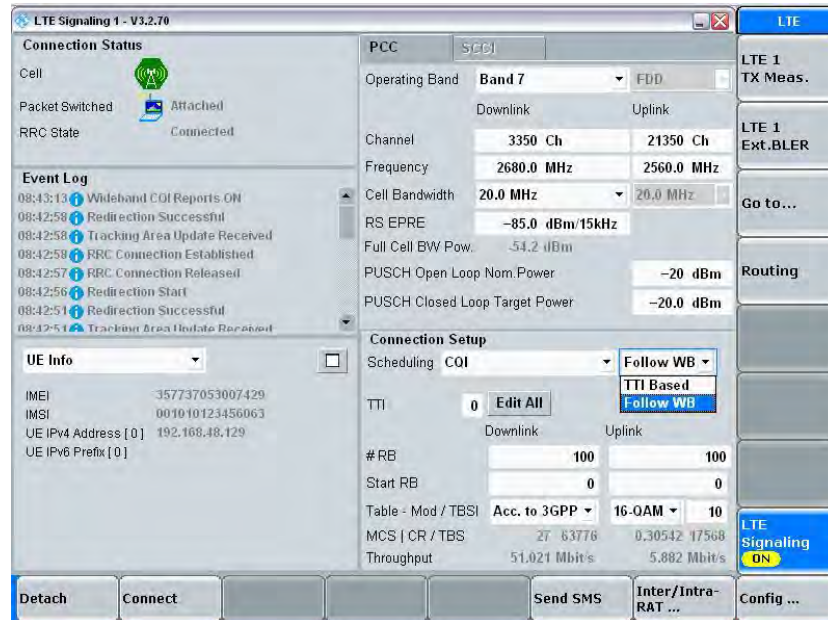 LTE Signaling 1 - V3.2.70
LTE
Connection Status
Cell
Packet Switched Attached
RRC State Connected
Event Log
08:43:13 Wideband CQI Reports ON
08:42:58 Redirection Successful
08:42:58 Tracking Area Update Received
08:42:58 RRC Connection Established
08:42:57 RRC Connection Released
08:42:56 Redirection Start
08:42:51 Redirection Successful
08:42:51 Tracking Area Update Received
UE Info
IMEI 357737053007429
IMSI 001010123456063
UE IPv4 Address [0] 192.168.48.129
UE IPv6 Prefix [0]
PCC SCC1
Operating Band Band 7 FDD
Downlink Uplink
Channel 3350 Ch 21350 Ch
Frequency 2680.0 MHz 2560.0 MHz
Cell Bandwidth 20.0 MHz 20.0 MHz
RS EPRE -85.0 dBm/15kHz
Full Cell BW Pow. -54.2 dBm
PUSCH Open Loop Nom.Power -20 dBm
PUSCH Closed Loop Target Power -20.0 dBm
Connection Setup
Scheduling CQI Follow WB
TTI Based
Follow WB
TTI 0 Edit All
Downlink Uplink
# RB 100 100
Start RB 0 0
Table - Mod / TBSI Acc. to 3GPP 16-QAM 10
MCS | CR / TBS 27 63776 0.30542 17568
Throughput 51.021 Mbit/s 5.882 Mbit/s
LTE 1
TX Meas.
LTE 1
Ext.BLER
Go to...
Routing
LTE
Signaling
ON
Detach
Connect
Send SMS
Inter/Intra-
RAT ...
Config ...